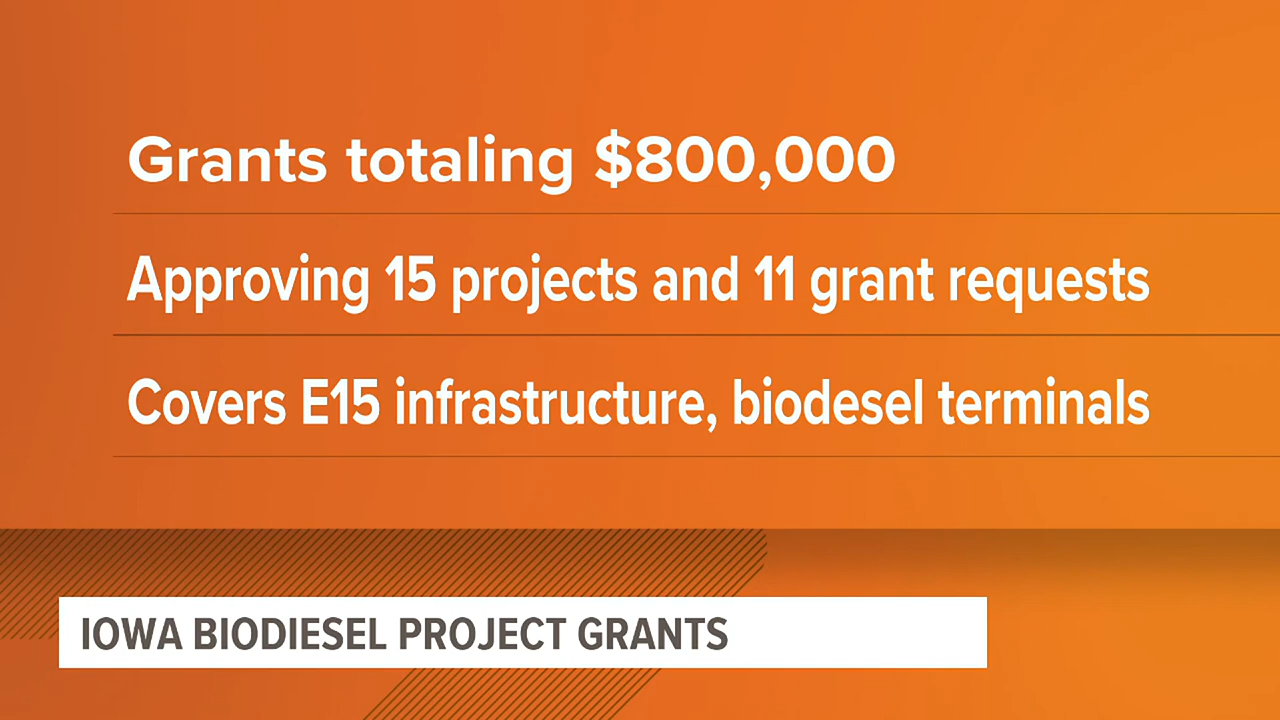 Grants totaling $800,000
Approving 15 projects and 11 grant requests
Covers E15 infrastructure, biodesel terminals
IOWA BIODIESEL PROJECT GRANTS